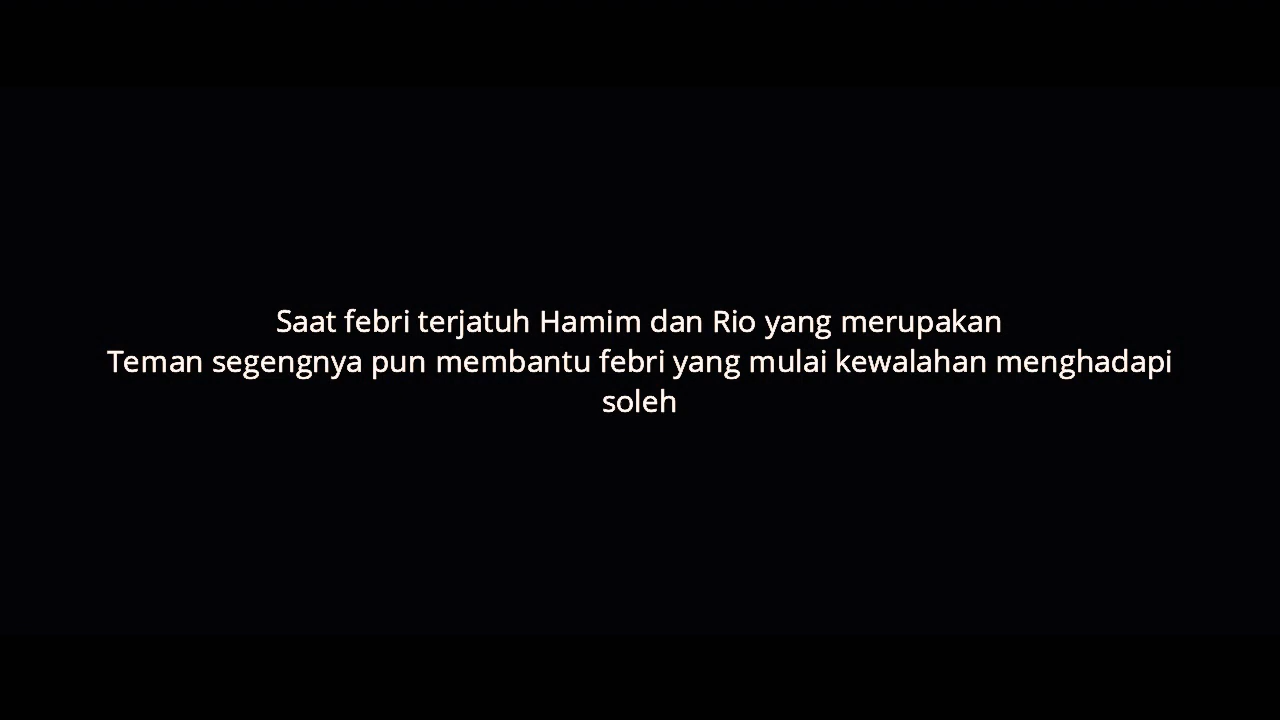 Saat febri terjatuh Hamim dan Rio yang merupakan
Teman segengnya pun membantu febri yang mulai kewalahan menghadapi
soleh